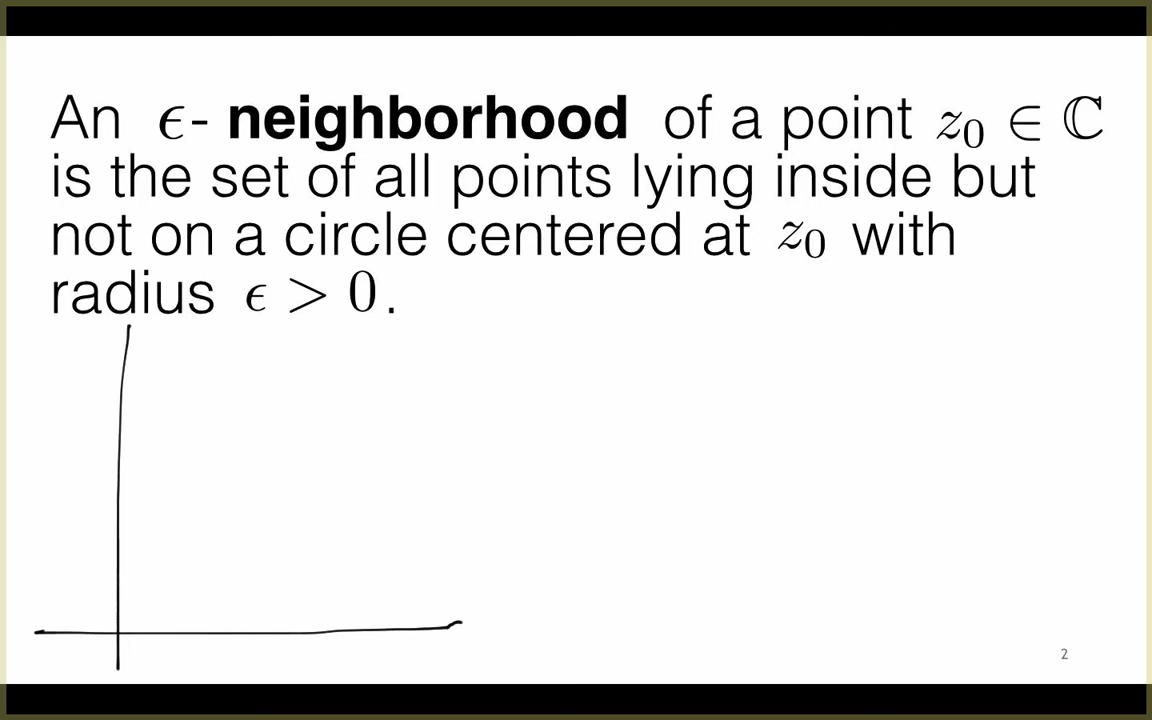 An ϵ- neighborhood of a point z₀ ∈ ℂ
is the set of all points lying inside but
not on a circle centered at z₀ with
radius ϵ > 0.
2